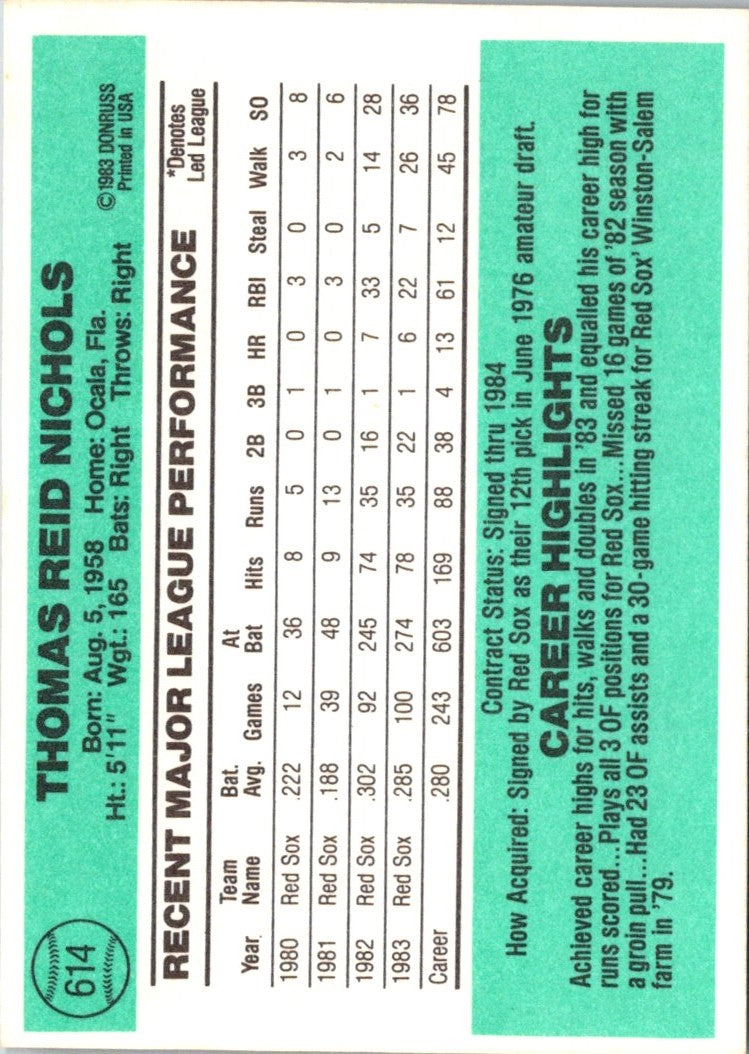 614
THOMAS REID NICHOLS
Born: Aug. 5, 1958 Home: Ocala, Fla.
Ht.: 5'11" Wgt.: 165 Bats: Right Throws: Right
©1983 DONRUSS
Printed in USA
RECENT MAJOR LEAGUE PERFORMANCE
*Denotes
Led League
Team Bat. At
Year Name Avg. Games Bat Hits Runs 2B 3B HR RBI Steal Walk SO
1980 Red Sox .222 12 36 8 5 0 1 0 3 0 3 8
1981 Red Sox .188 39 48 9 13 0 1 0 3 0 2 6
1982 Red Sox .302 92 245 74 35 16 1 7 33 5 14 28
1983 Red Sox .285 100 274 78 35 22 1 6 22 7 26 36
Career .280 243 603 169 88 38 4 13 61 12 45 78
Contract Status: Signed thru 1984
How Acquired: Signed by Red Sox as their 12th pick in June 1976 amateur draft.
CAREER HIGHLIGHTS
Achieved career highs for hits, walks and doubles in '83 and equalled his career high for
runs scored....Plays all 3 OF positions for Red Sox....Missed 16 games of '82 season with
a groin pull....Had 23 OF assists and a 30-game hitting streak for Red Sox' Winston-Salem
farm in '79.